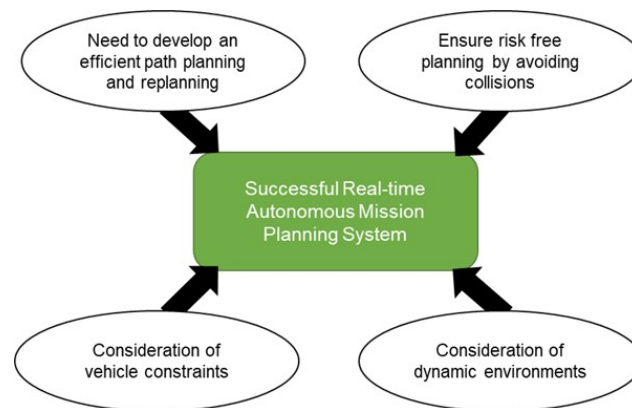 Need to develop an
efficient path planning
and replanning
Ensure risk free
planning by avoiding
collisions
Successful Real-time
Autonomous Mission
Planning System
Consideration of
vehicle constraints
Consideration of
dynamic environments